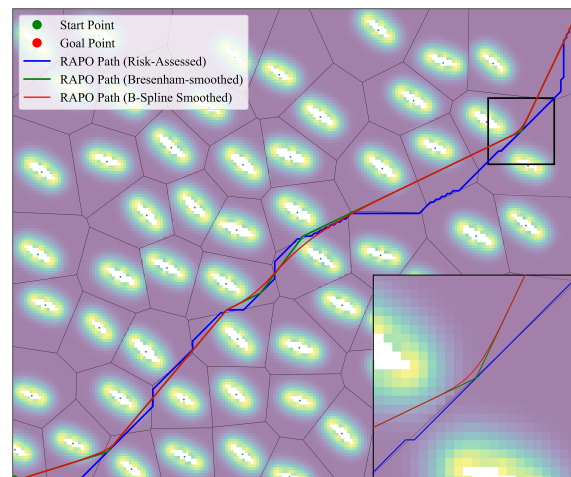 Start Point
Goal Point
RAPO Path (Risk-Assessed)
RAPO Path (Bresenham-smoothed)
RAPO Path (B-Spline Smoothed)